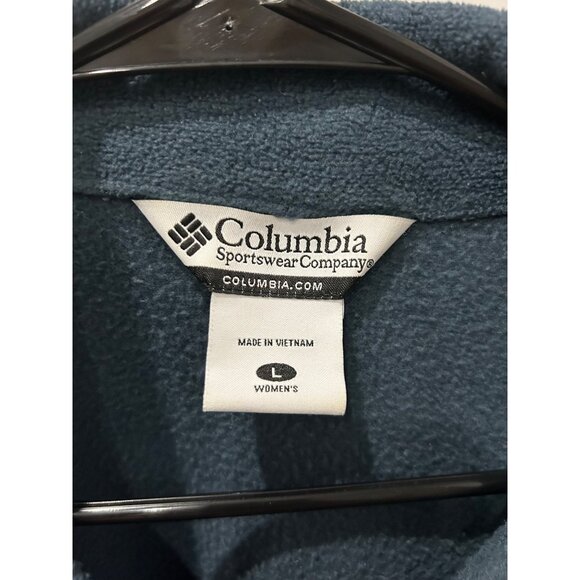 Columbia
Sportswear Company®
COLUMBIA.COM
MADE IN VIETNAM
L
WOMEN'S